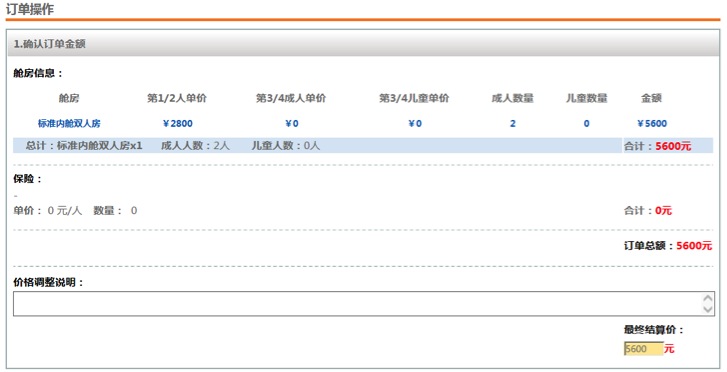 订单操作
1.确认订单金额
舱房信息：
舱房 第1/2人单价 第3/4成人单价 第3/4儿童单价 成人数量 儿童数量 金额
标准内舱双人房 ￥2800 ￥0 ￥0 2 0 ￥5600
总计：标准内舱双人房x1 成人人数：2人 儿童人数：0人 合计：5600元
保险：
-
单价： 0 元/人 数量： 0 合计：0元
订单总额：5600元
价格调整说明：
最终结算价：
5600 元